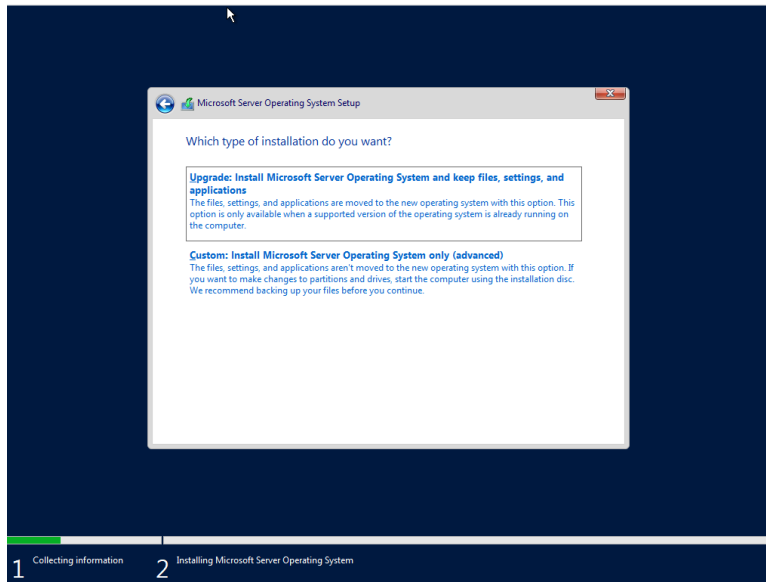 Microsoft Server Operating System Setup
Which type of installation do you want?
Upgrade: Install Microsoft Server Operating System and keep files, settings, and
applications
The files, settings, and applications are moved to the new operating system with this option. This
option is only available when a supported version of the operating system is already running on
the computer.
Custom: Install Microsoft Server Operating System only (advanced)
The files, settings, and applications aren't moved to the new operating system with this option. If
you want to make changes to partitions and drives, start the computer using the installation disc.
We recommend backing up your files before you continue.
1 Collecting information
2 Installing Microsoft Server Operating System